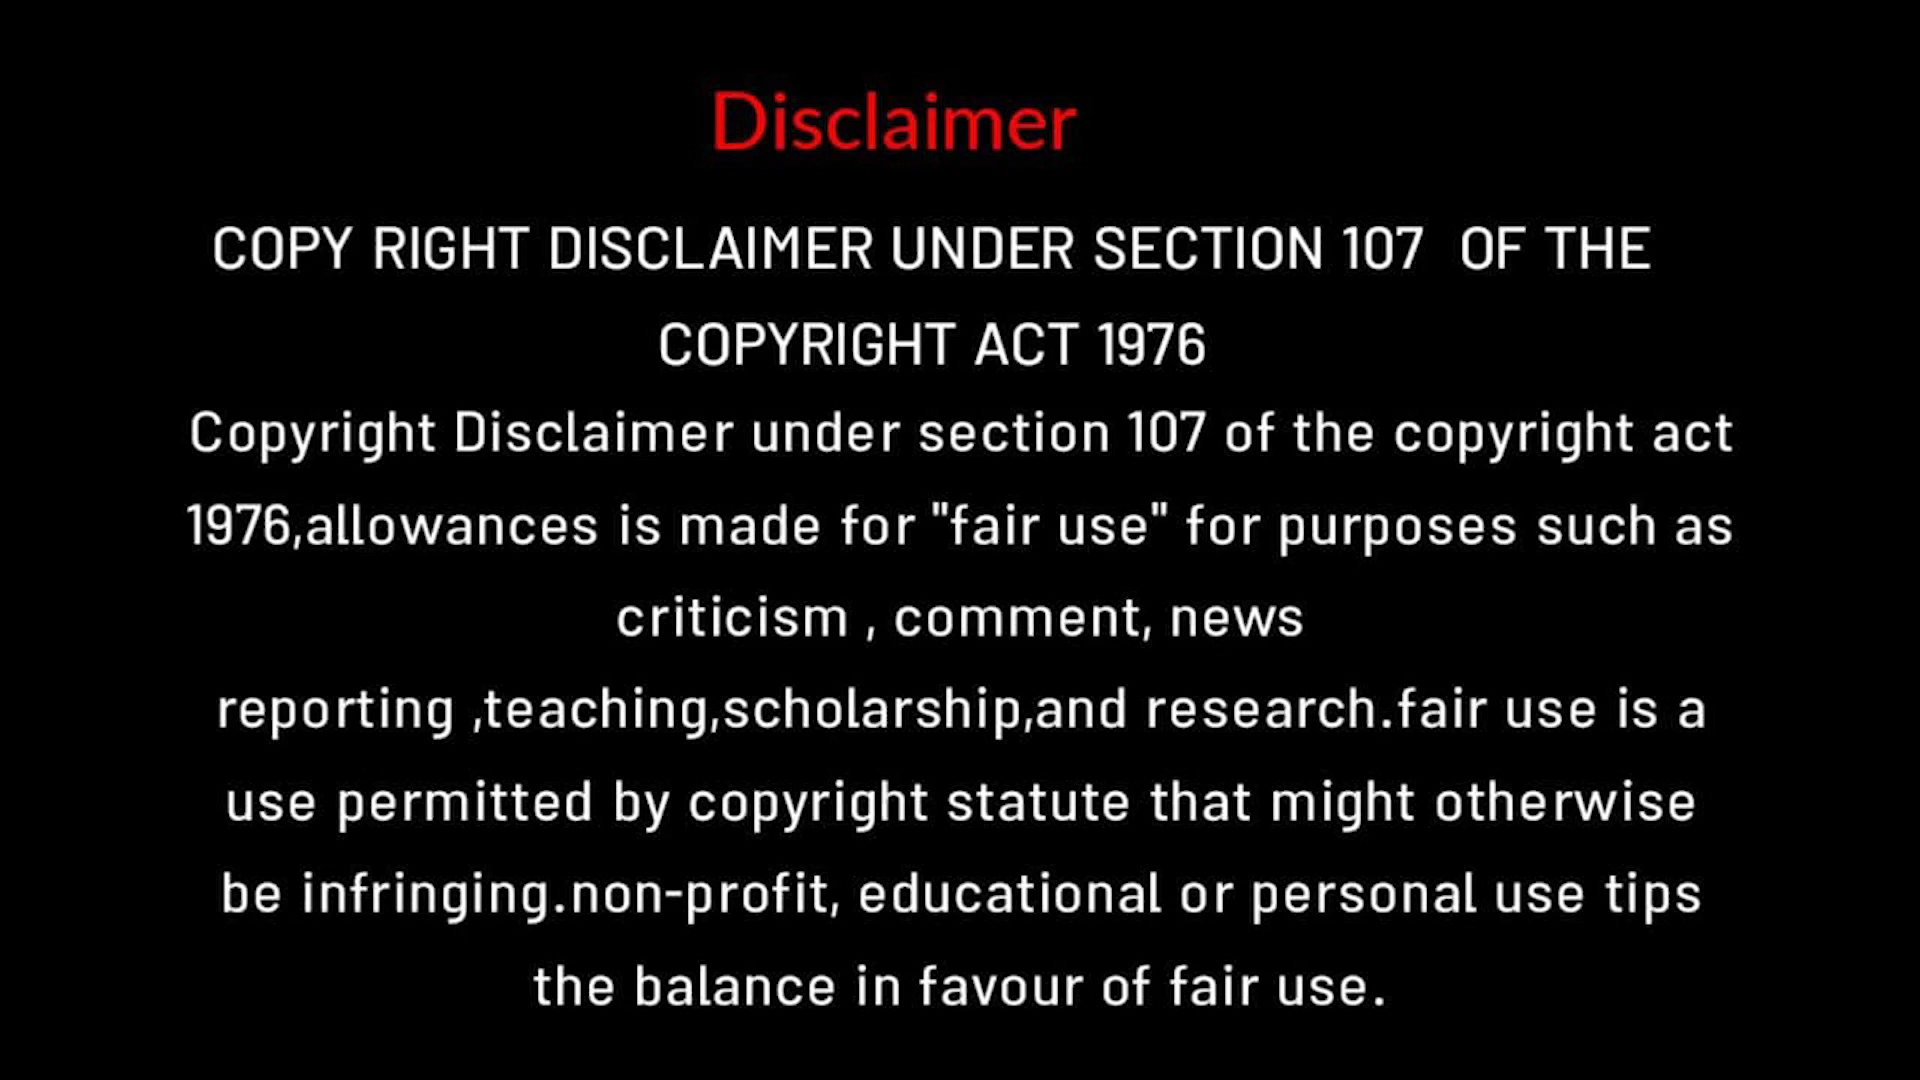 Disclaimer
COPY RIGHT DISCLAIMER UNDER SECTION 107 OF THE
COPYRIGHT ACT 1976
Copyright Disclaimer under section 107 of the copyright act
1976,allowances is made for "fair use" for purposes such as
criticism , comment, news
reporting ,teaching,scholarship,and research.fair use is a
use permitted by copyright statute that might otherwise
be infringing.non-profit, educational or personal use tips
the balance in favour of fair use.